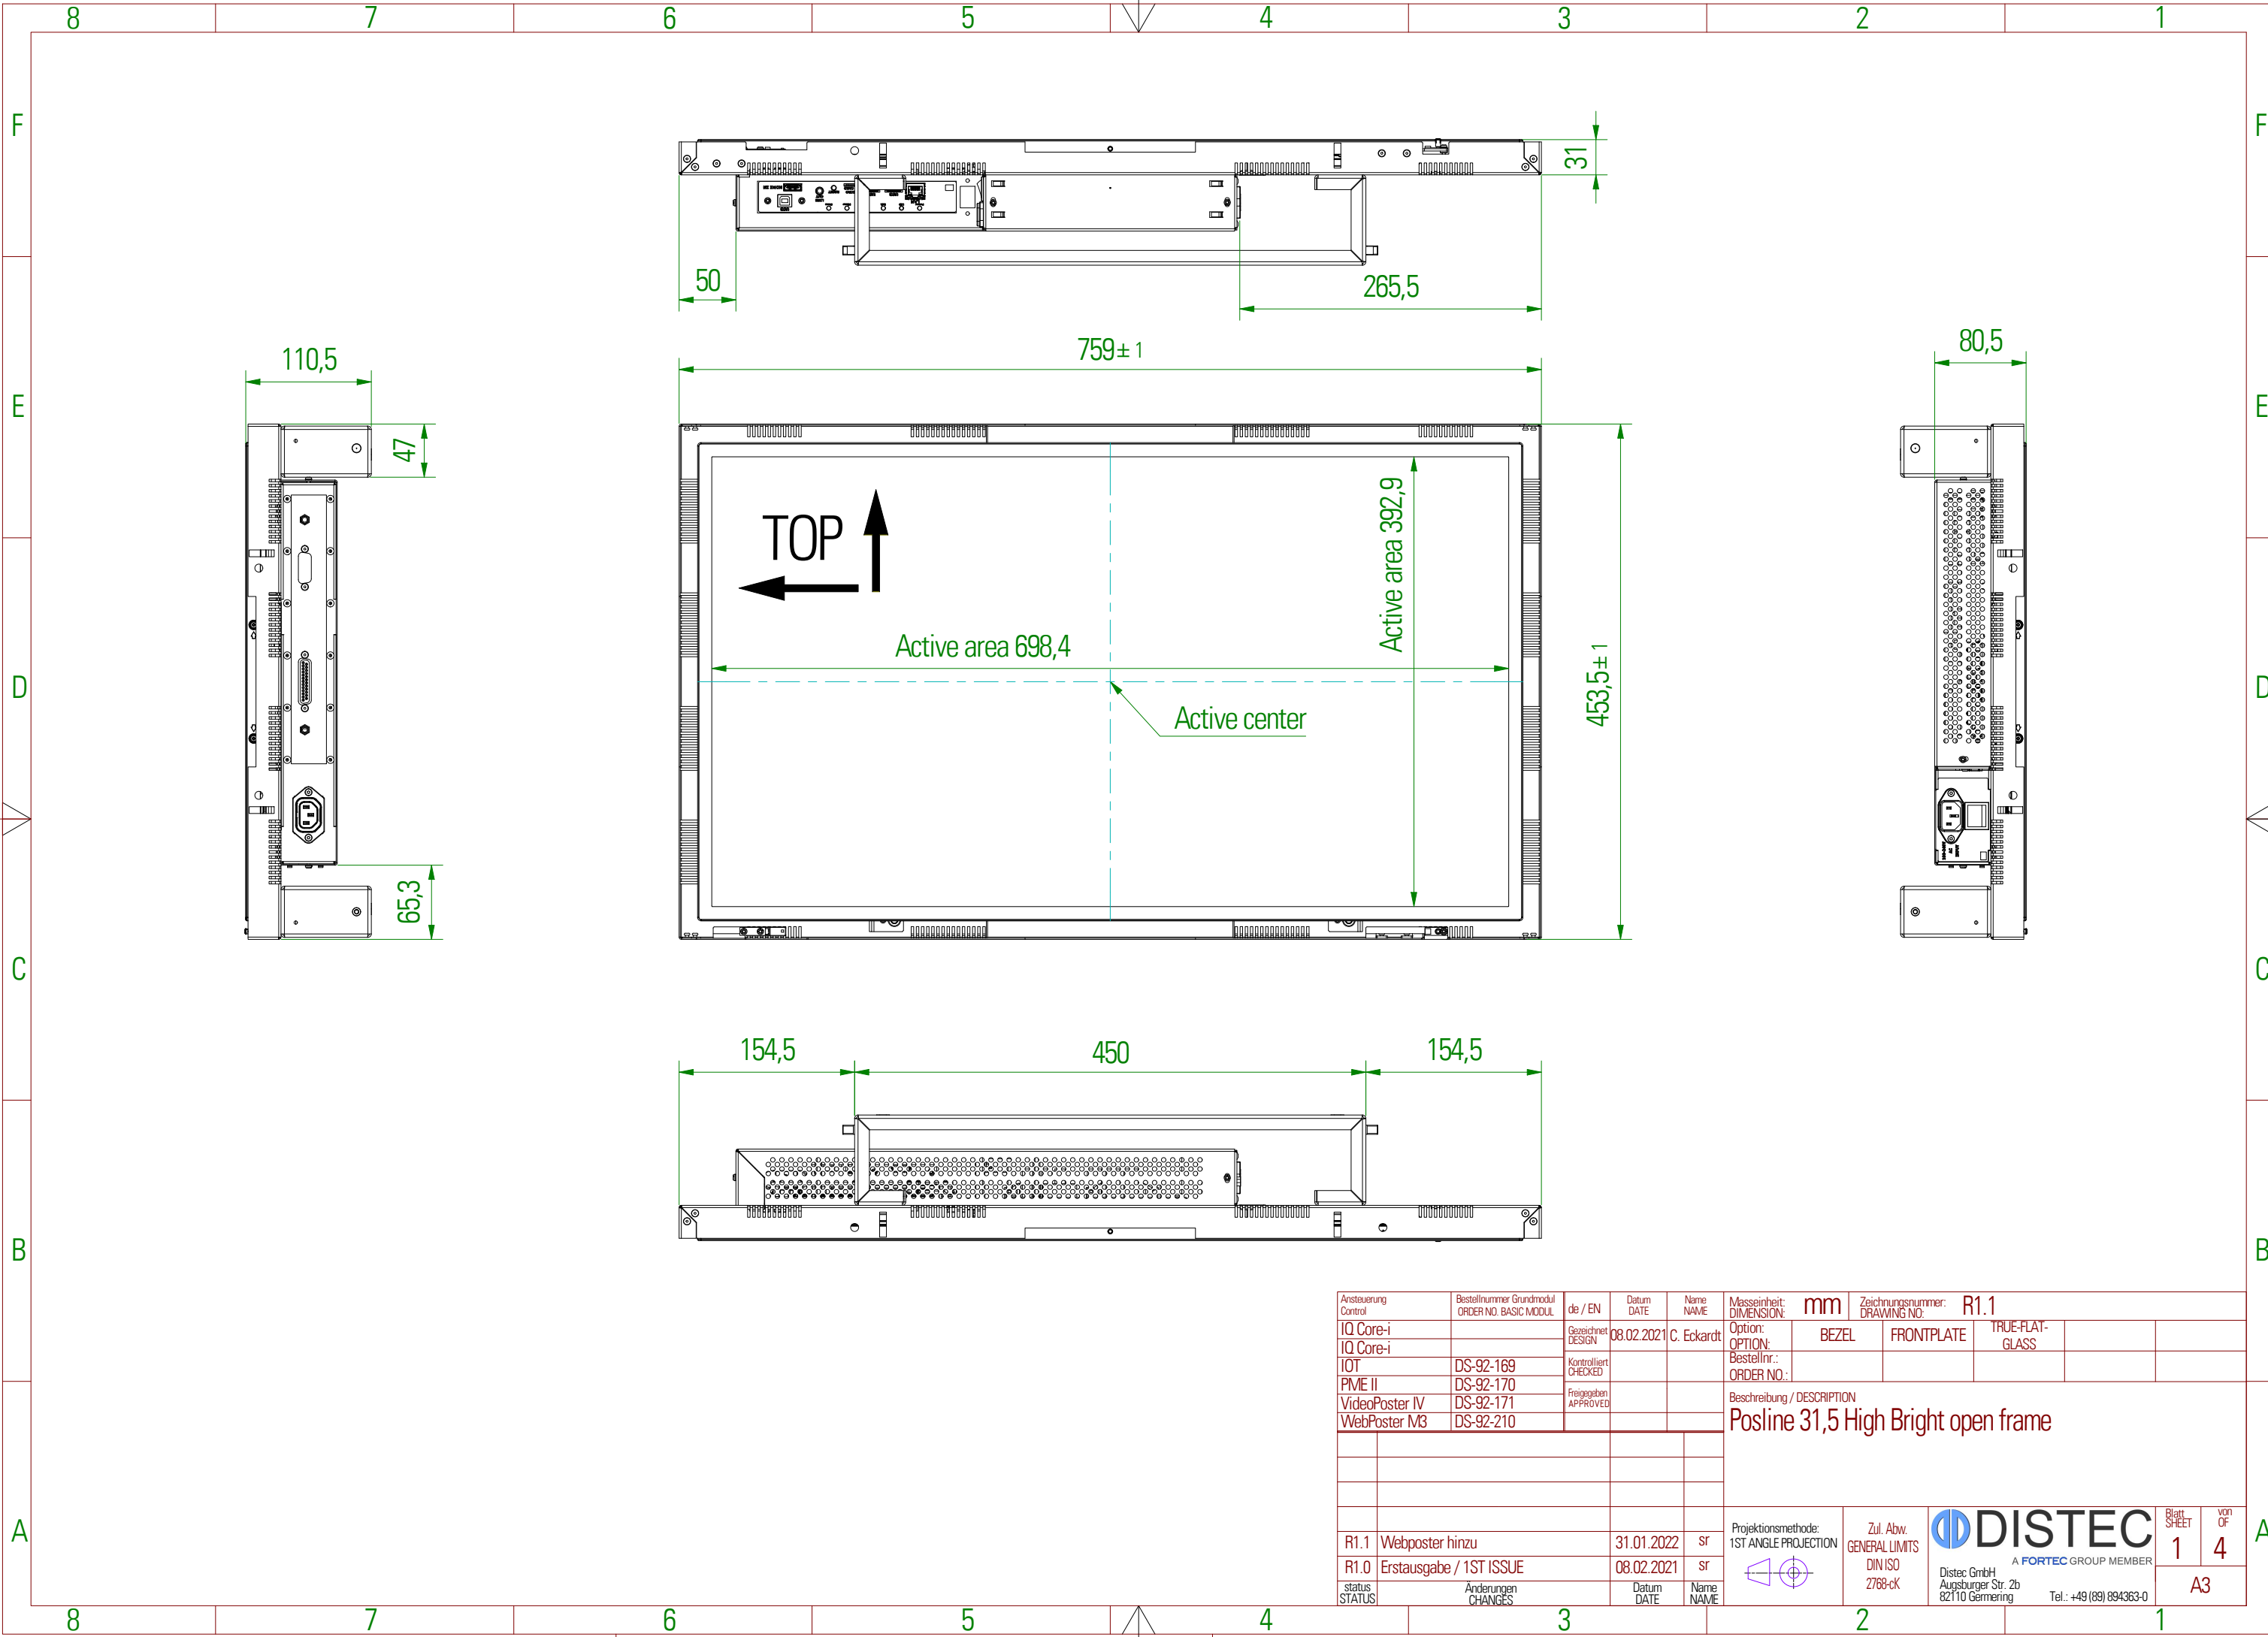 8 7 6 5 4 3 2 1
F F
31
50
265,5
759± 1
110,5
80,5
E E
47
TOP
Active area 392,9
Active area 698,4
453,5± 1
D D
Active center
65,3
C C
154,5 450 154,5
B B
Ansteuerung
Control
Bestellnummer Grundmodul
ORDER NO. BASIC MODUL
de / EN
Datum
DATE
Name
NAME
Masseinheit:
DIMENSION:
mm
Zeichnungsnummer:
DRAWING NO:
R1.1
IQ Core-i
IQ Core-i
IOT DS-92-169
PME II DS-92-170
VideoPoster IV DS-92-171
WebPoster M3 DS-92-210
Gezeichnet
DESIGN
08.02.2021 C. Eckardt
Kontrolliert
CHECKED
Freigegeben
APPROVED
Option:
OPTION:
BEZEL FRONTPLATE TRUE-FLAT-
GLASS
Bestellnr.:
ORDER NO.:
Beschreibung / DESCRIPTION
Posline 31,5 High Bright open frame
R1.1 Webposter hinzu 31.01.2022 sr
R1.0 Erstausgabe / 1ST ISSUE 08.02.2021 sr
status
STATUS
Änderungen
CHANGES
Datum
DATE
Name
NAME
Projektionsmethode:
1ST ANGLE PROJECTION
Zul. Abw.
GENERAL LIMITS
DIN ISO
2768-cK
DISTEC
A FORTEC GROUP MEMBER
Distec GmbH
Augsburger Str. 2b
82110 Germering Tel.: +49 (89) 894363-0
Blatt
SHEET
1
von
OF
4
A3
A A
8 7 6 5 4 3 2 1